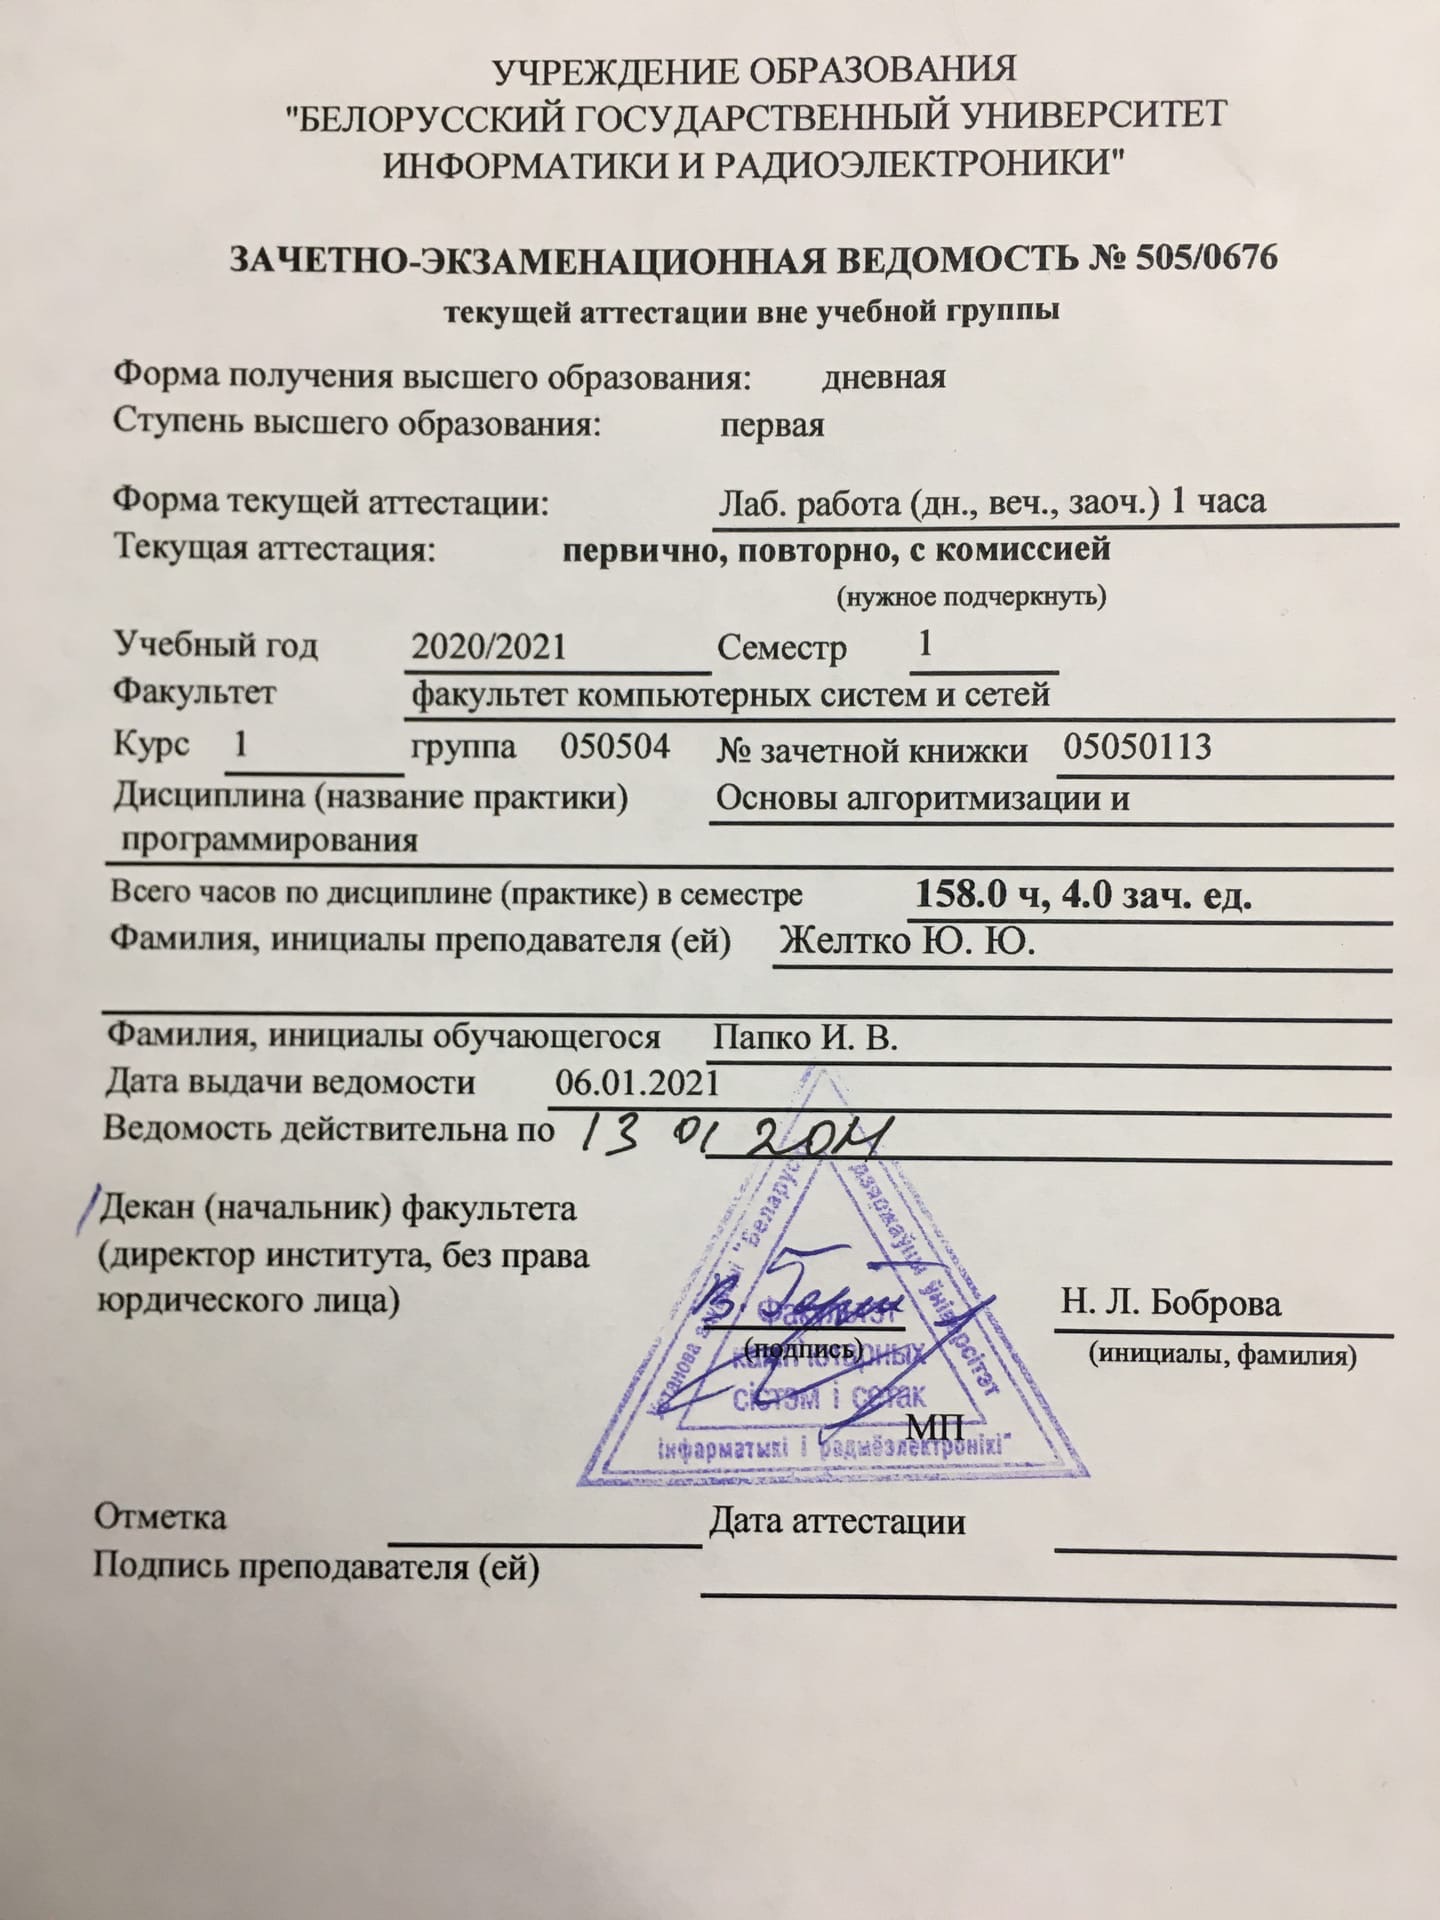 УЧРЕЖДЕНИЕ ОБРАЗОВАНИЯ
"БЕЛОРУССКИЙ ГОСУДАРСТВЕННЫЙ УНИВЕРСИТЕТ
ИНФОРМАТИКИ И РАДИОЭЛЕКТРОНИКИ"
ЗАЧЕТНО-ЭКЗАМЕНАЦИОННАЯ ВЕДОМОСТЬ № 505/0676
текущей аттестации вне учебной группы
Форма получения высшего образования: дневная
Ступень высшего образования: первая
Форма текущей аттестации: Лаб. работа (дн., веч., заоч.) 1 часа
Текущая аттестация: первично, повторно, с комиссией
(нужное подчеркнуть)
Учебный год 2020/2021 Семестр 1
Факультет факультет компьютерных систем и сетей
Курс 1 группа 050504 № зачетной книжки 05050113
Дисциплина (название практики) Основы алгоритмизации и
программирования
Всего часов по дисциплине (практике) в семестре 158.0 ч, 4.0 зач. ед.
Фамилия, инициалы преподавателя (ей) Желтко Ю. Ю.
Фамилия, инициалы обучающегося Папко И. В.
Дата выдачи ведомости 06.01.2021
Ведомость действительна по 13 01 2021
Декан (начальник) факультета
(директор института, без права
юрдического лица) Н. Л. Боброва
(подпись) (инициалы, фамилия)
МП
Установа адукацыі "Беларускі дзяржаўны ўніверсітэт
інфарматыкі і радыёэлектронікі"
Факультэт
камп'ютарных
сістэм і сетак
Отметка Дата аттестации
Подпись преподавателя (ей)